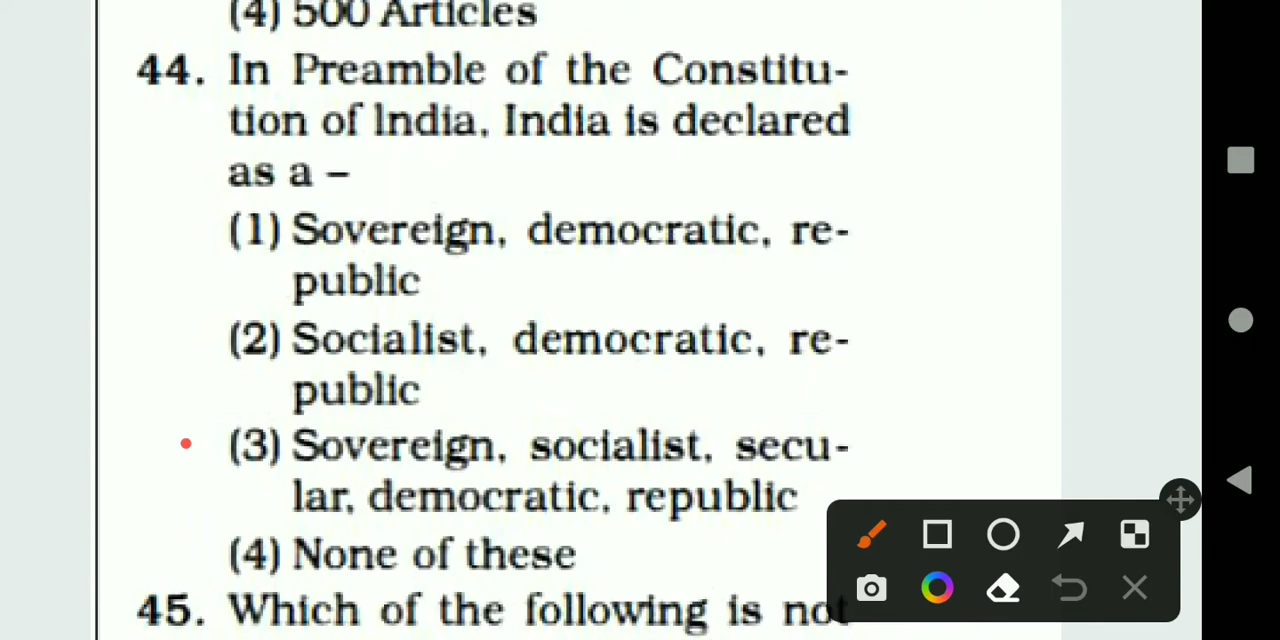 (4) 500 Articles
44. In Preamble of the Constitu-
tion of India, India is declared
as a –
(1) Sovereign, democratic, re-
public
(2) Socialist, democratic, re-
public
(3) Sovereign, socialist, secu-
lar, democratic, republic
(4) None of these
45. Which of the following is not